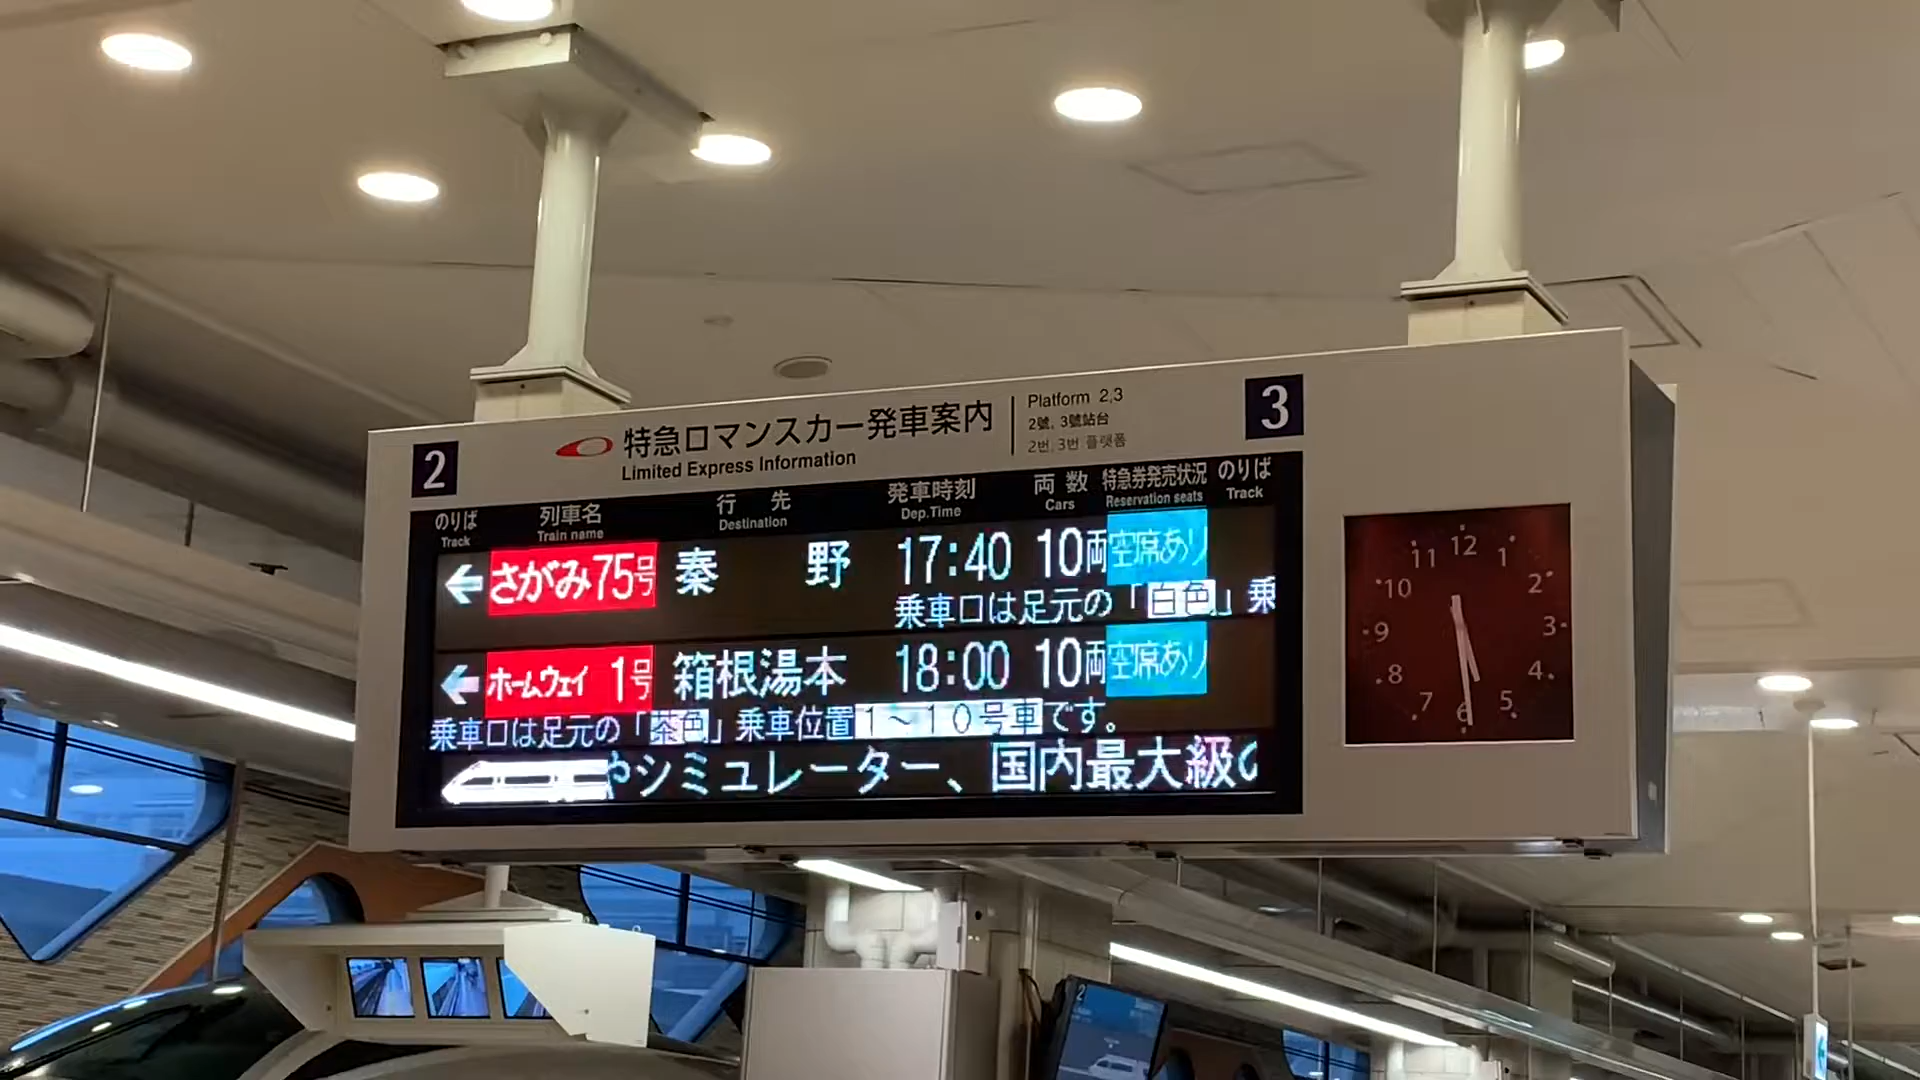 2
特急ロマンスカー発車案内
Limited Express Information
Platform 2,3
2號, 3號站台
2번, 3번 플랫폼
3
のりば 列車名 行先 発車時刻 両数 特急券発売状況 のりば
Track Train name Destination Dep.Time Cars Reservation seats Track
← さがみ75号 秦野 17:40 10両 空席あり
乗車口は足元の「白色」乗
← ホームウェイ 1号 箱根湯本 18:00 10両 空席あり
乗車口は足元の「茶色」乗車位置1～10号車です。
やシミュレーター、国内最大級の
12
1
2
3
4
5
6
7
8
9
10
11
2